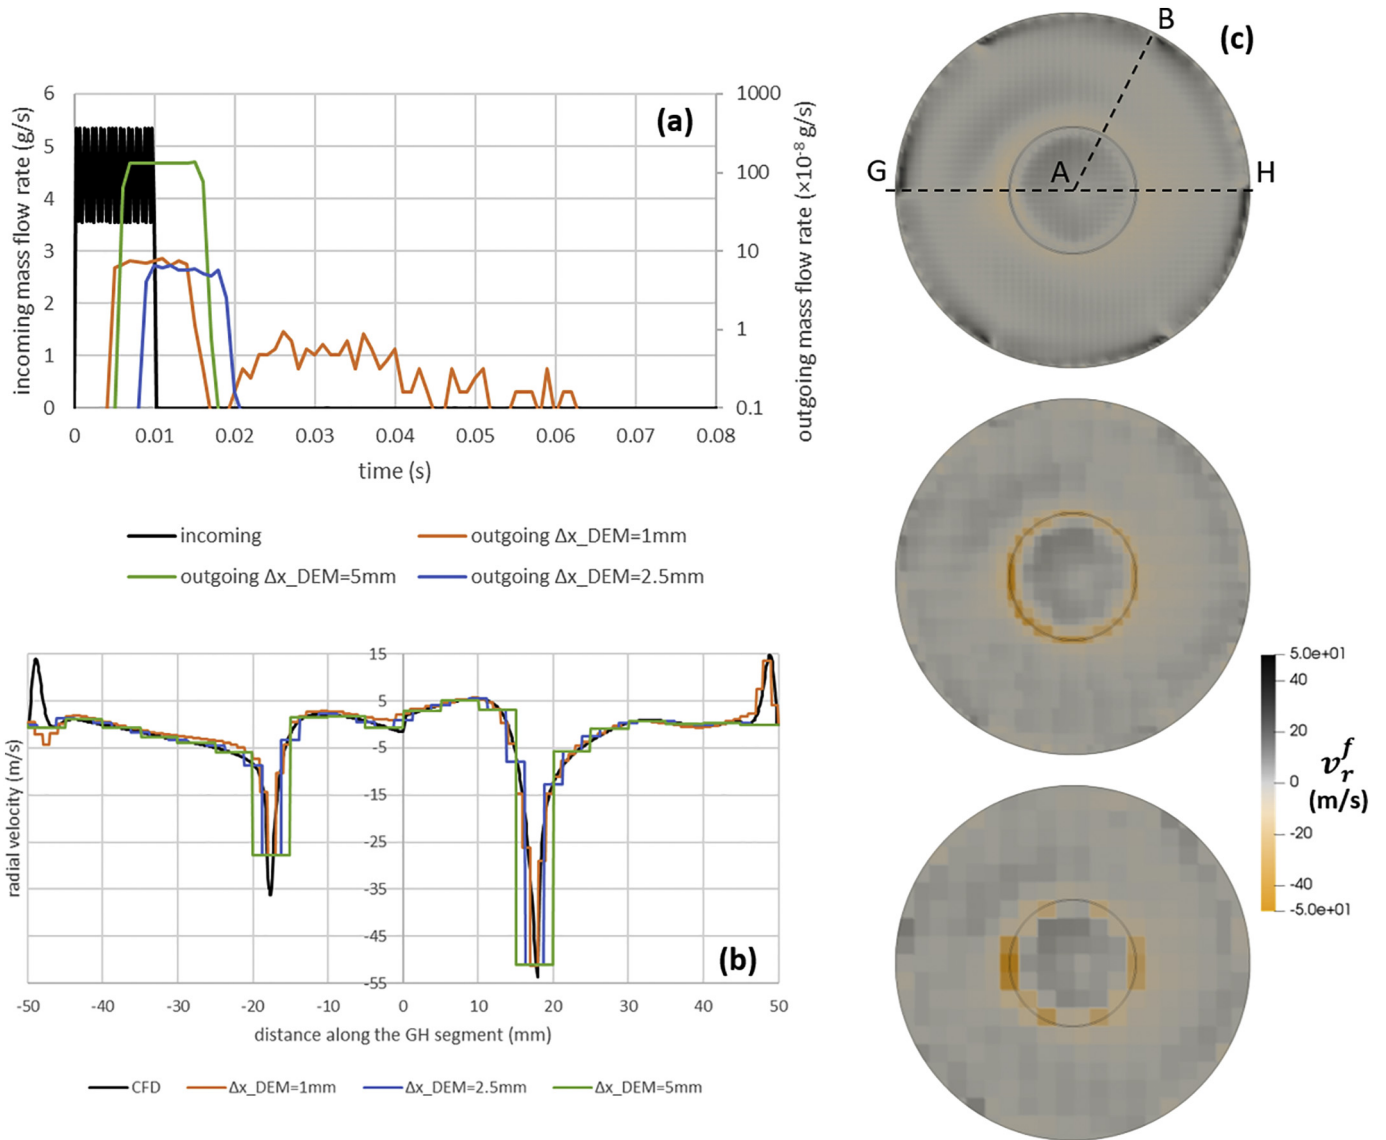 (a)
incoming mass flow rate (g/s)
6
5
4
3
2
1
0
1000
100
10
1
0.1
outgoing mass flow rate (×10⁻⁸ g/s)
0 0.01 0.02 0.03 0.04 0.05 0.06 0.07 0.08
time (s)
incoming outgoing Δx_DEM=1mm
outgoing Δx_DEM=5mm outgoing Δx_DEM=2.5mm
radial velocity (m/s)
15
5
-5
-15
-25
-35
-45
-55
(b)
-50 -40 -30 -20 -10 0 10 20 30 40 50
distance along the GH segment (mm)
CFD Δx_DEM=1mm Δx_DEM=2.5mm Δx_DEM=5mm
(c)
B
G A H
5.0e+01
40
20
0
-20
-40
-5.0e+01
v_r^f
(m/s)